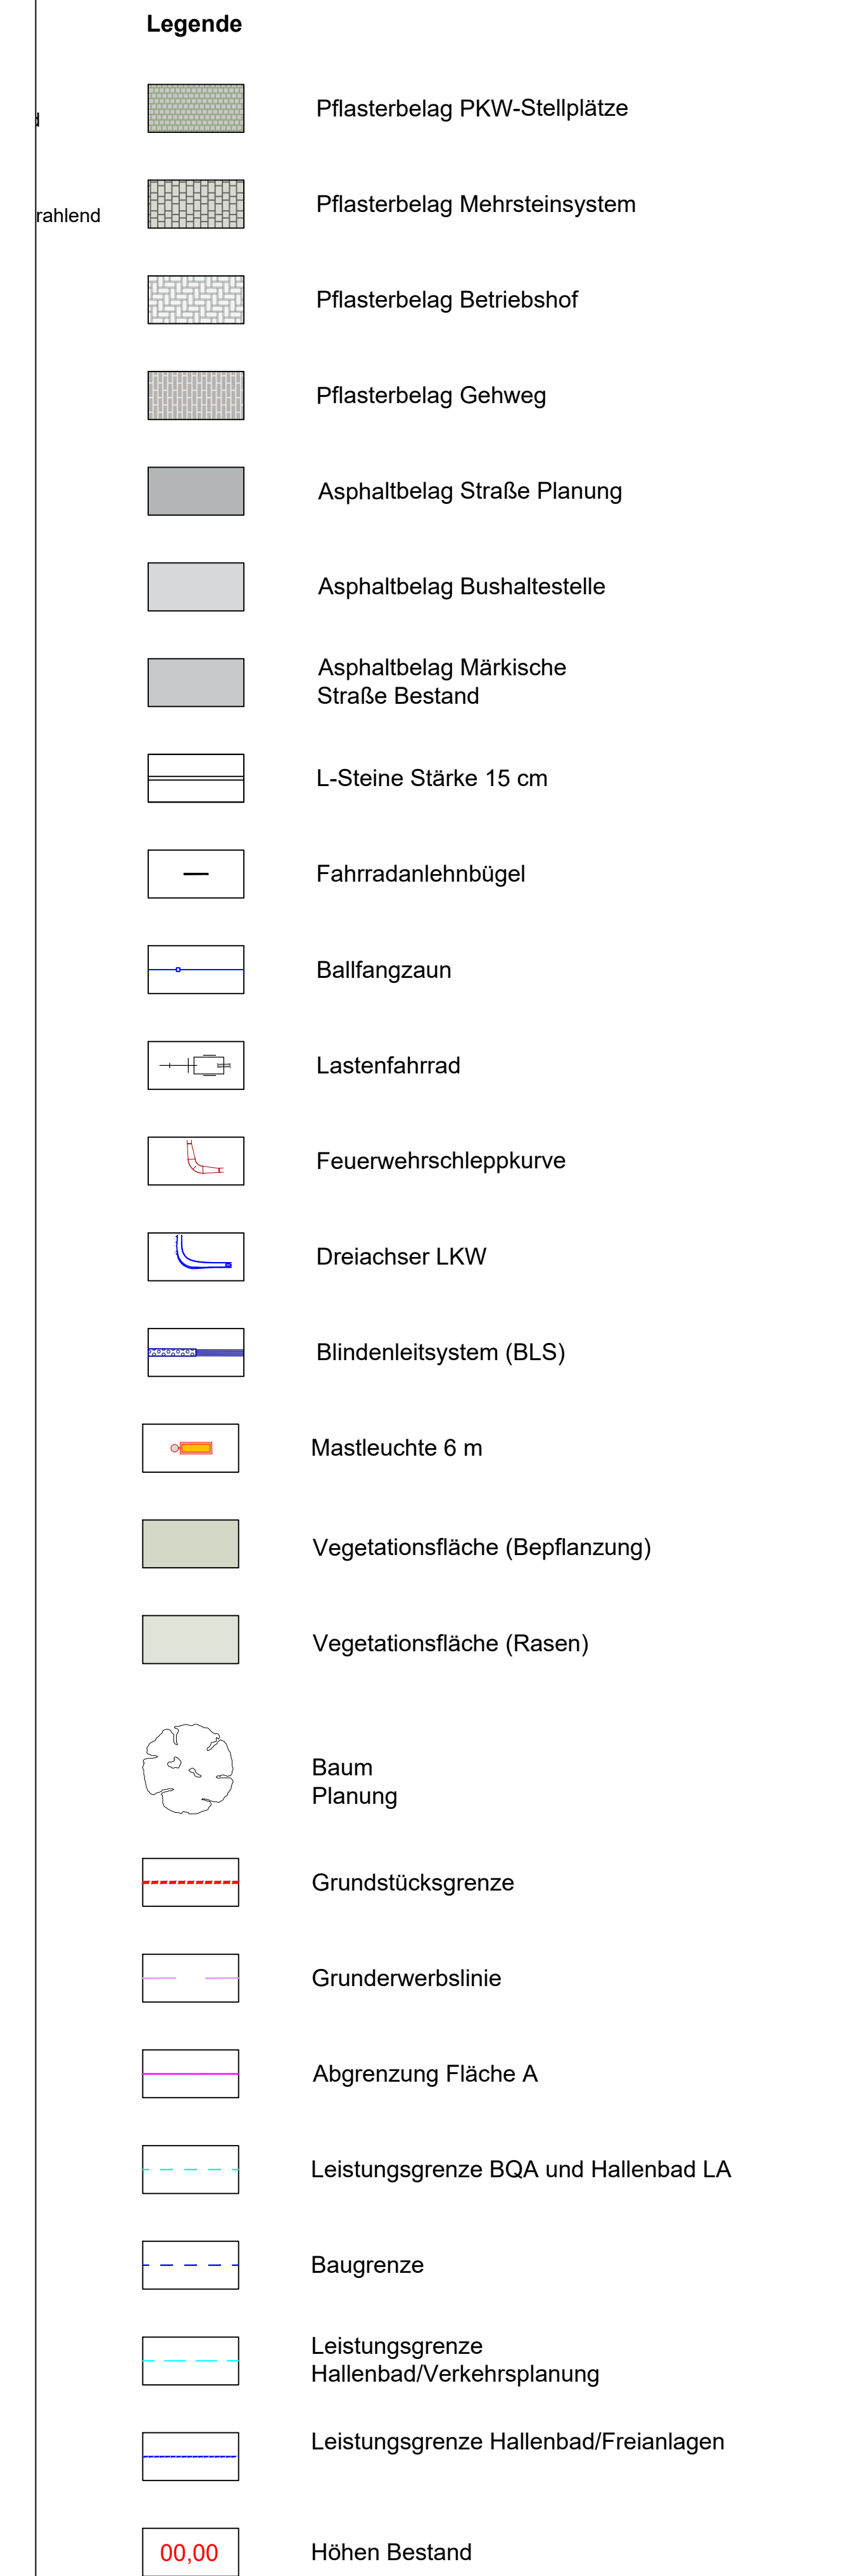 Legende
Pflasterbelag PKW-Stellplätze
rahlend
Pflasterbelag Mehrsteinsystem
Pflasterbelag Betriebshof
Pflasterbelag Gehweg
Asphaltbelag Straße Planung
Asphaltbelag Bushaltestelle
Asphaltbelag Märkische
Straße Bestand
L-Steine Stärke 15 cm
Fahrradanlehnbügel
Ballfangzaun
Lastenfahrrad
Feuerwehrschleppkurve
Dreiachser LKW
Blindenleitsystem (BLS)
Mastleuchte 6 m
Vegetationsfläche (Bepflanzung)
Vegetationsfläche (Rasen)
Baum
Planung
Grundstücksgrenze
Grunderwerbslinie
Abgrenzung Fläche A
Leistungsgrenze BQA und Hallenbad LA
Baugrenze
Leistungsgrenze
Hallenbad/Verkehrsplanung
Leistungsgrenze Hallenbad/Freianlagen
00,00 Höhen Bestand